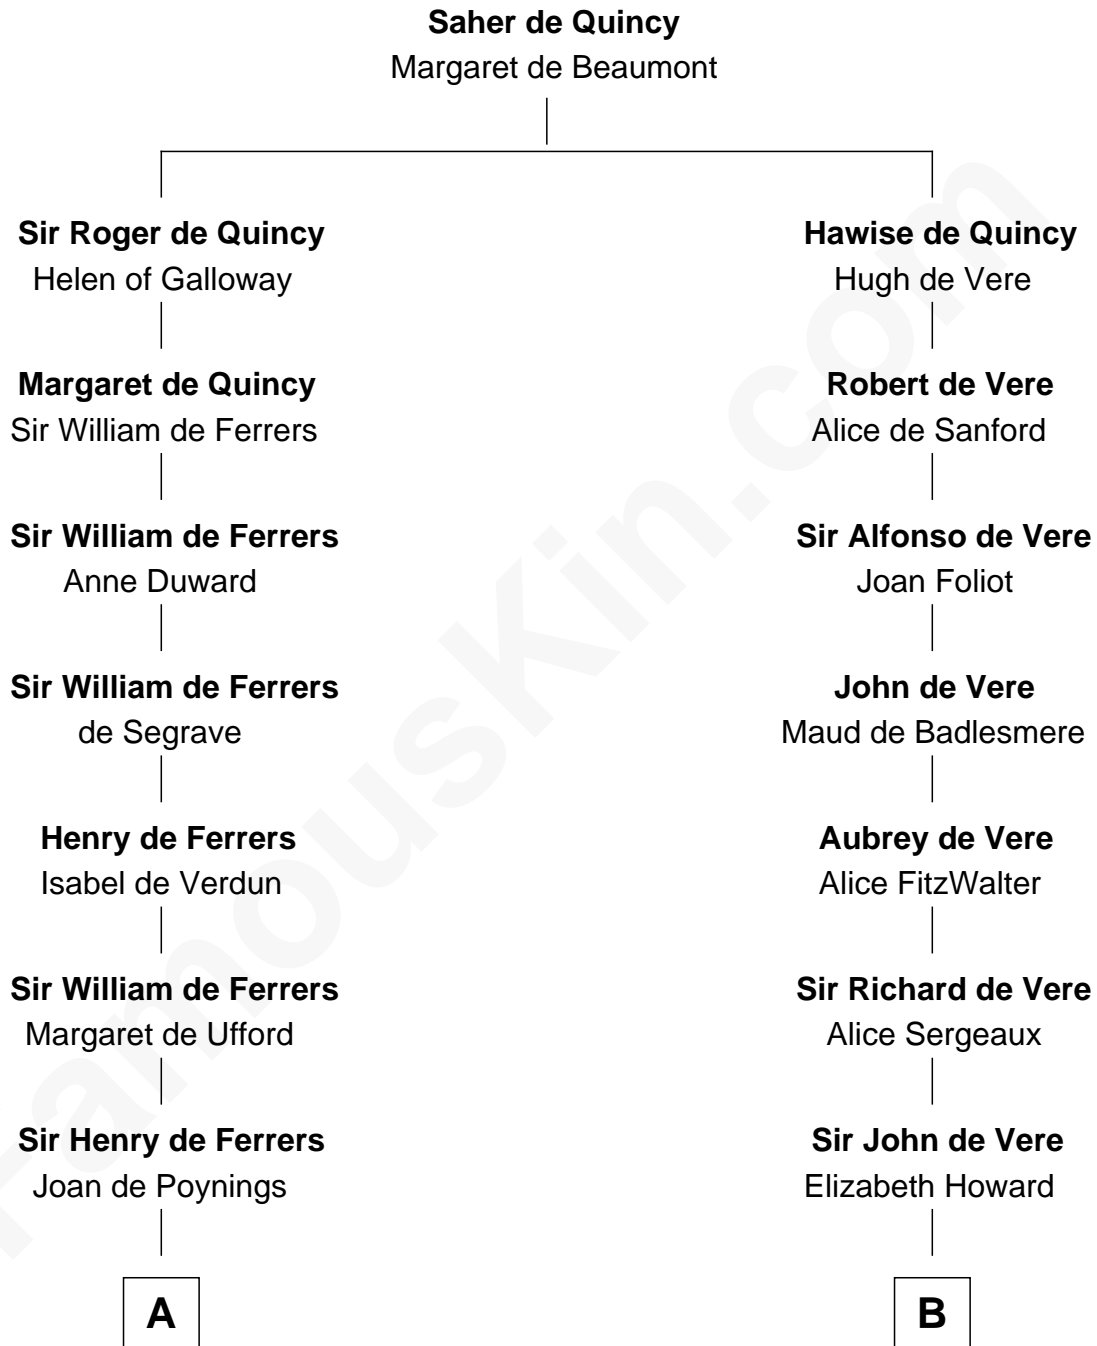 Saher de Quincy
Margaret de Beaumont
Sir Roger de Quincy
Helen of Galloway
Hawise de Quincy
Hugh de Vere
Margaret de Quincy
Sir William de Ferrers
Robert de Vere
Alice de Sanford
Sir William de Ferrers
Anne Duward
Sir Alfonso de Vere
Joan Foliot
Sir William de Ferrers
de Segrave
John de Vere
Maud de Badlesmere
Henry de Ferrers
Isabel de Verdun
Aubrey de Vere
Alice FitzWalter
Sir William de Ferrers
Margaret de Ufford
Sir Richard de Vere
Alice Sergeaux
Sir Henry de Ferrers
Joan de Poynings
Sir John de Vere
Elizabeth Howard
A
B
FamousKin.com